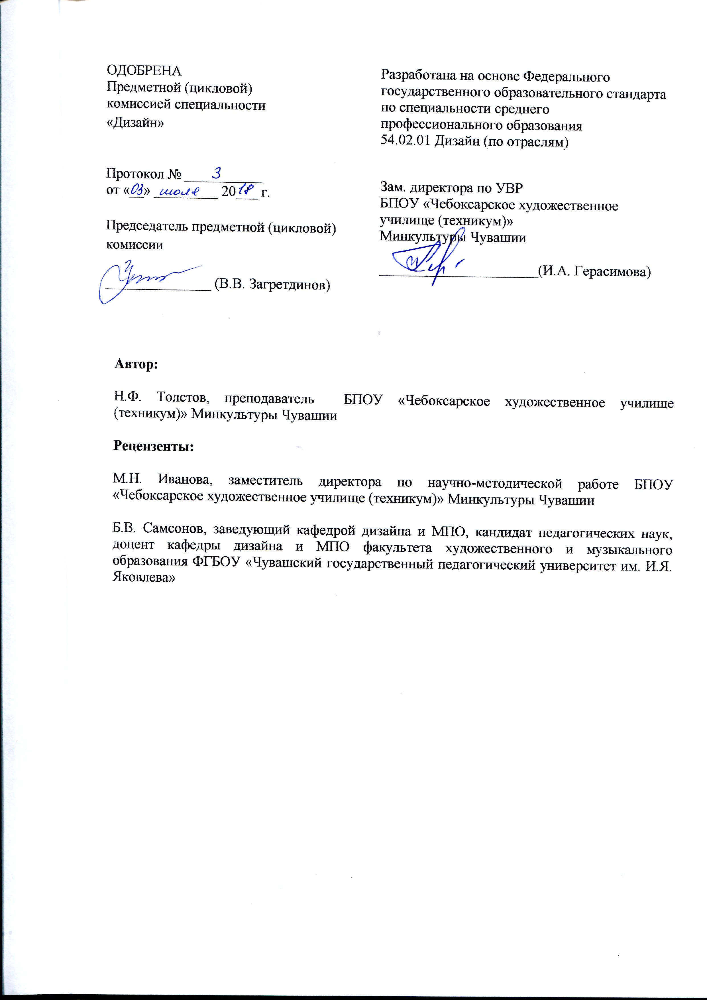 ОДОБРЕНА
Предметной (цикловой)
комиссией специальности
«Дизайн»
Протокол № 3
от «03» июля 2018 г.
Председатель предметной (цикловой)
комиссии
(В.В. Загретдинов)
Разработана на основе Федерального
государственного образовательного стандарта
по специальности среднего
профессионального образования
54.02.01 Дизайн (по отраслям)
Зам. директора по УВР
БПОУ «Чебоксарское художественное
училище (техникум)»
Минкультуры Чувашии
(И.А. Герасимова)
Автор:
Н.Ф. Толстов, преподаватель БПОУ «Чебоксарское художественное училище
(техникум)» Минкультуры Чувашии
Рецензенты:
М.Н. Иванова, заместитель директора по научно-методической работе БПОУ
«Чебоксарское художественное училище (техникум)» Минкультуры Чувашии
Б.В. Самсонов, заведующий кафедрой дизайна и МПО, кандидат педагогических наук,
доцент кафедры дизайна и МПО факультета художественного и музыкального
образования ФГБОУ «Чувашский государственный педагогический университет им. И.Я.
Яковлева»